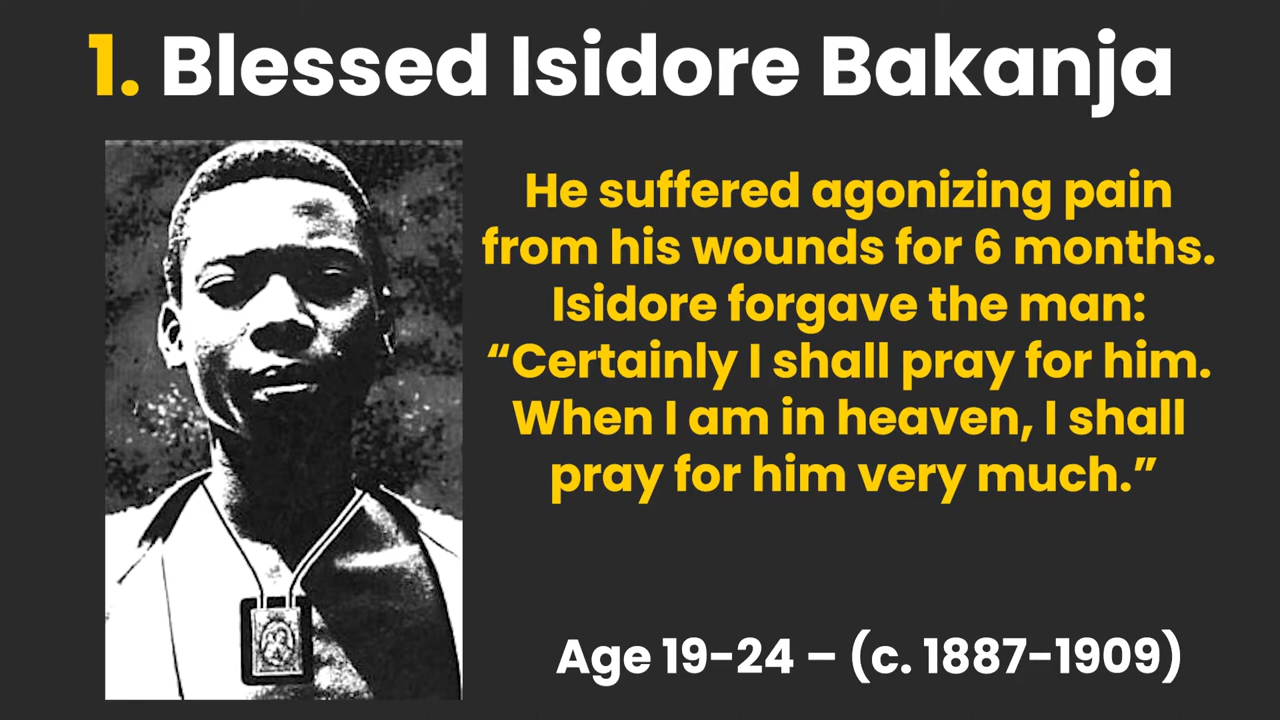 1. Blessed Isidore Bakanja
He suffered agonizing pain
from his wounds for 6 months.
Isidore forgave the man:
“Certainly I shall pray for him.
When I am in heaven, I shall
pray for him very much.”
Age 19-24 – (c. 1887-1909)